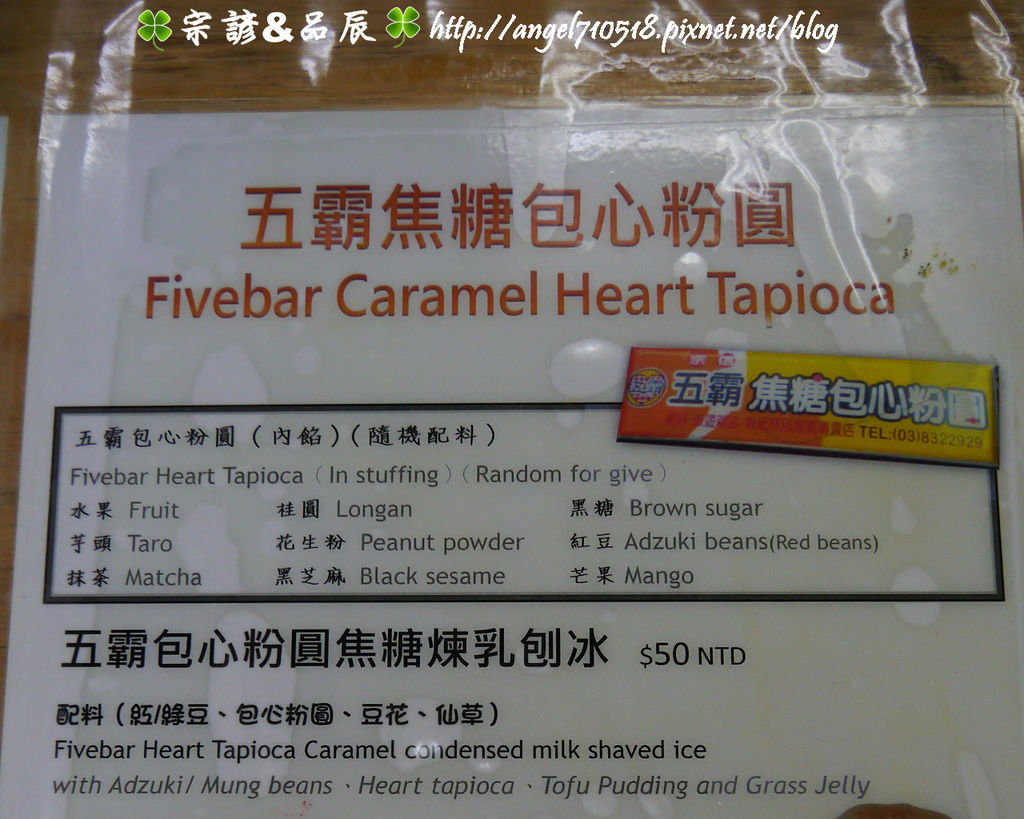 宗諺&品辰 http://angel710518.pixnet.net/blog
五霸焦糖包心粉圓
Fivebar Caramel Heart Tapioca
宗信
五霸 焦糖包心粉圓
TEL:(03)8322929
五霸包心粉圓（內餡）（隨機配料）
Fivebar Heart Tapioca（In stuffing）（Random for give）
水果 Fruit 桂圓 Longan 黑糖 Brown sugar
芋頭 Taro 花生粉 Peanut powder 紅豆 Adzuki beans(Red beans)
抹茶 Matcha 黑芝麻 Black sesame 芒果 Mango
五霸包心粉圓焦糖煉乳刨冰 $50 NTD
配料（紅/綠豆、包心粉圓、豆花、仙草）
Fivebar Heart Tapioca Caramel condensed milk shaved ice
with Adzuki/ Mung beans、Heart tapioca、Tofu Pudding and Grass Jelly